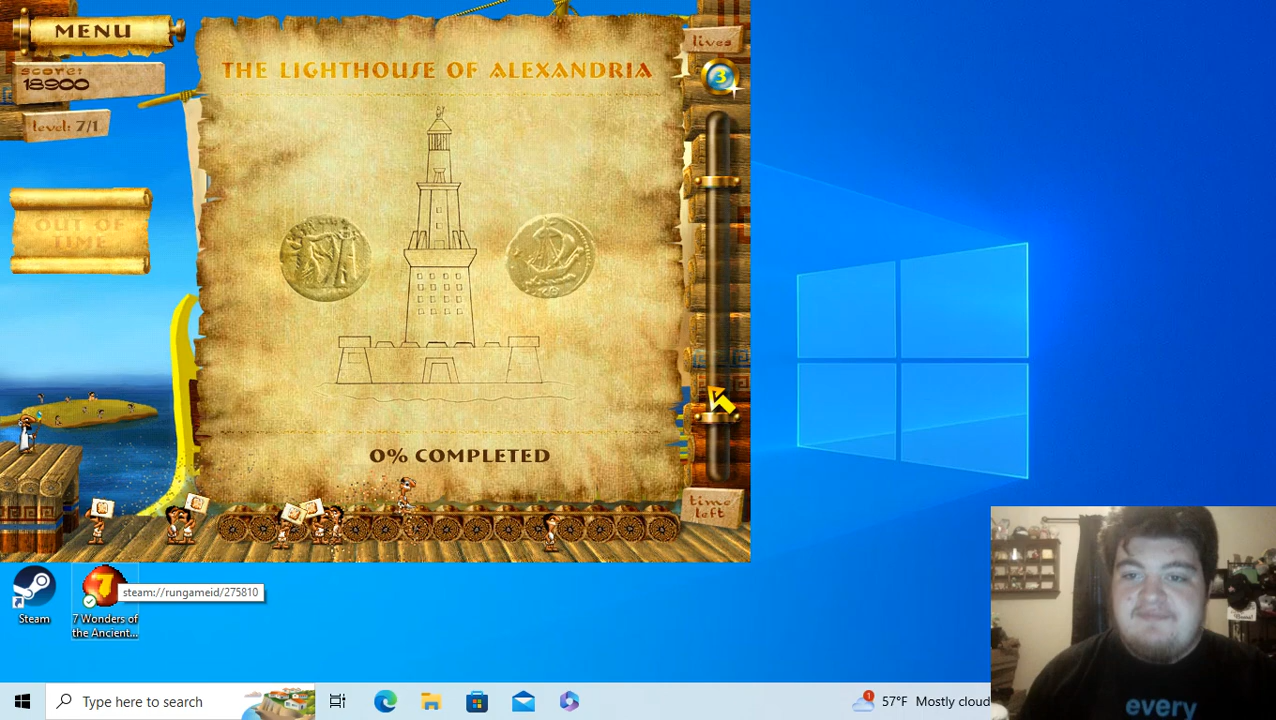 MENU
score:
18900
level: 7/1
OUT OF
TIME
THE LIGHTHOUSE OF ALEXANDRIA
0% COMPLETED
lives
3
time
left
Steam
7 Wonders of
the Ancient...
steam://rungameid/275810
Type here to search
1
57°F Mostly cloud
every